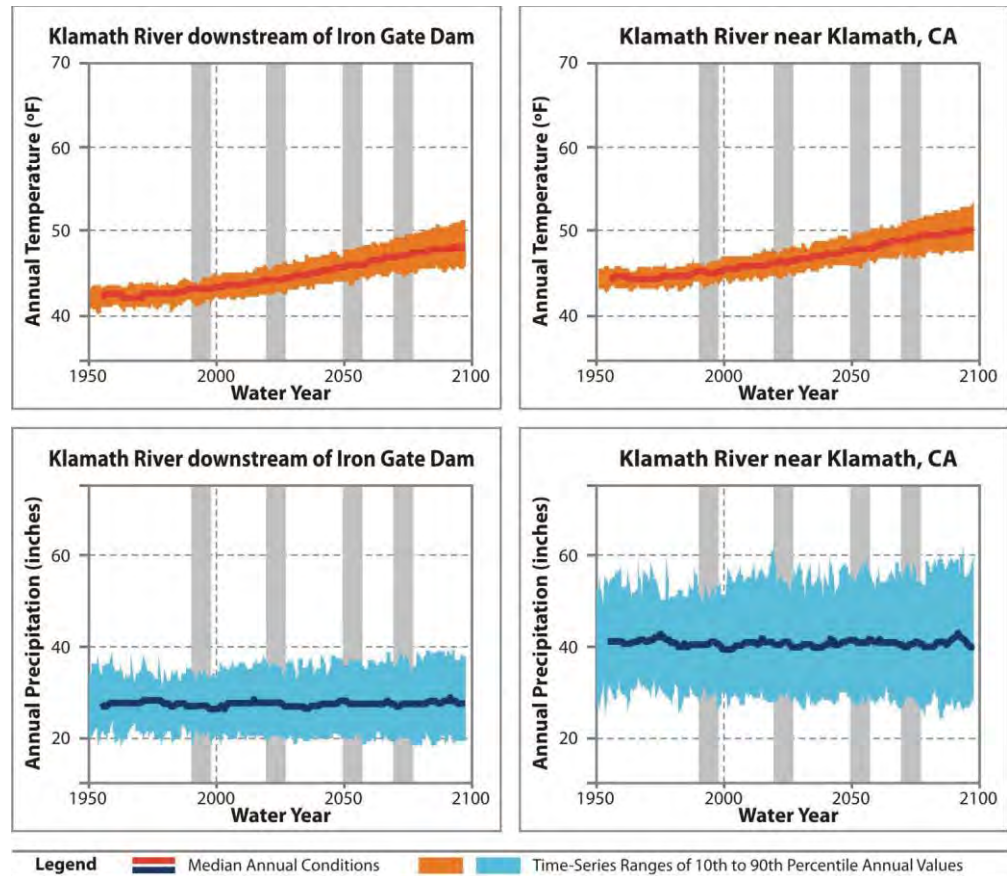 Klamath River downstream of Iron Gate Dam
70
60
50
40
Annual Temperature (ºF)
1950
2000
2050
2100
Water Year
Klamath River near Klamath, CA
70
60
50
40
Annual Temperature (ºF)
1950
2000
2050
2100
Water Year
Klamath River downstream of Iron Gate Dam
60
40
20
Annual Precipitation (inches)
1950
2000
2050
2100
Water Year
Klamath River near Klamath, CA
60
40
20
Annual Precipitation (inches)
1950
2000
2050
2100
Water Year
Legend Median Annual Conditions Time-Series Ranges of 10th to 90th Percentile Annual Values